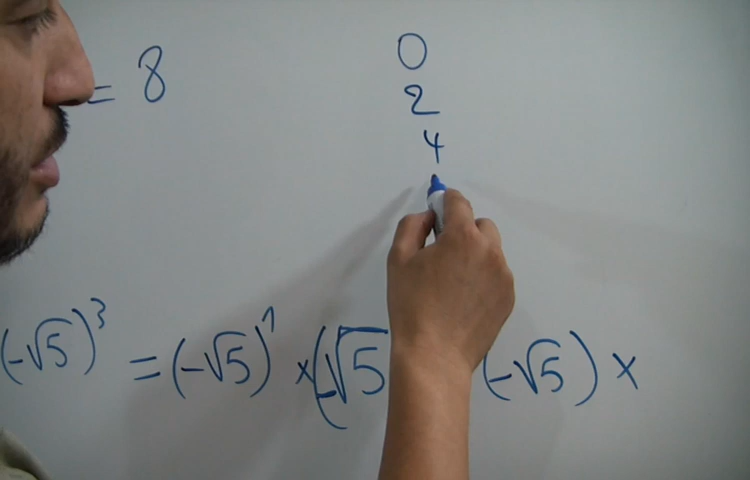 = 8
0
2
4
(-√5)³ = (-√5)¹ × (-√5 (-√5) ×